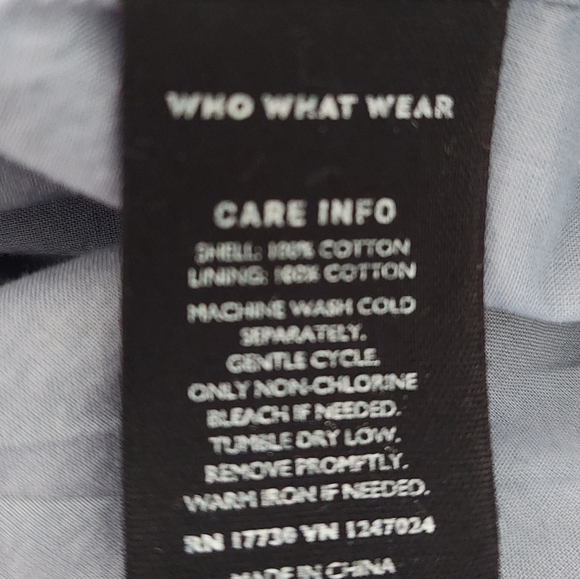 WHO WHAT WEAR
CARE INFO
SHELL: 100% COTTON
LINING: 100% COTTON
MACHINE WASH COLD
SEPARATELY.
GENTLE CYCLE.
ONLY NON-CHLORINE
BLEACH IF NEEDED.
TUMBLE DRY LOW.
REMOVE PROMPTLY.
WARM IRON IF NEEDED.
RN 17730 VN 1247024
MADE IN CHINA